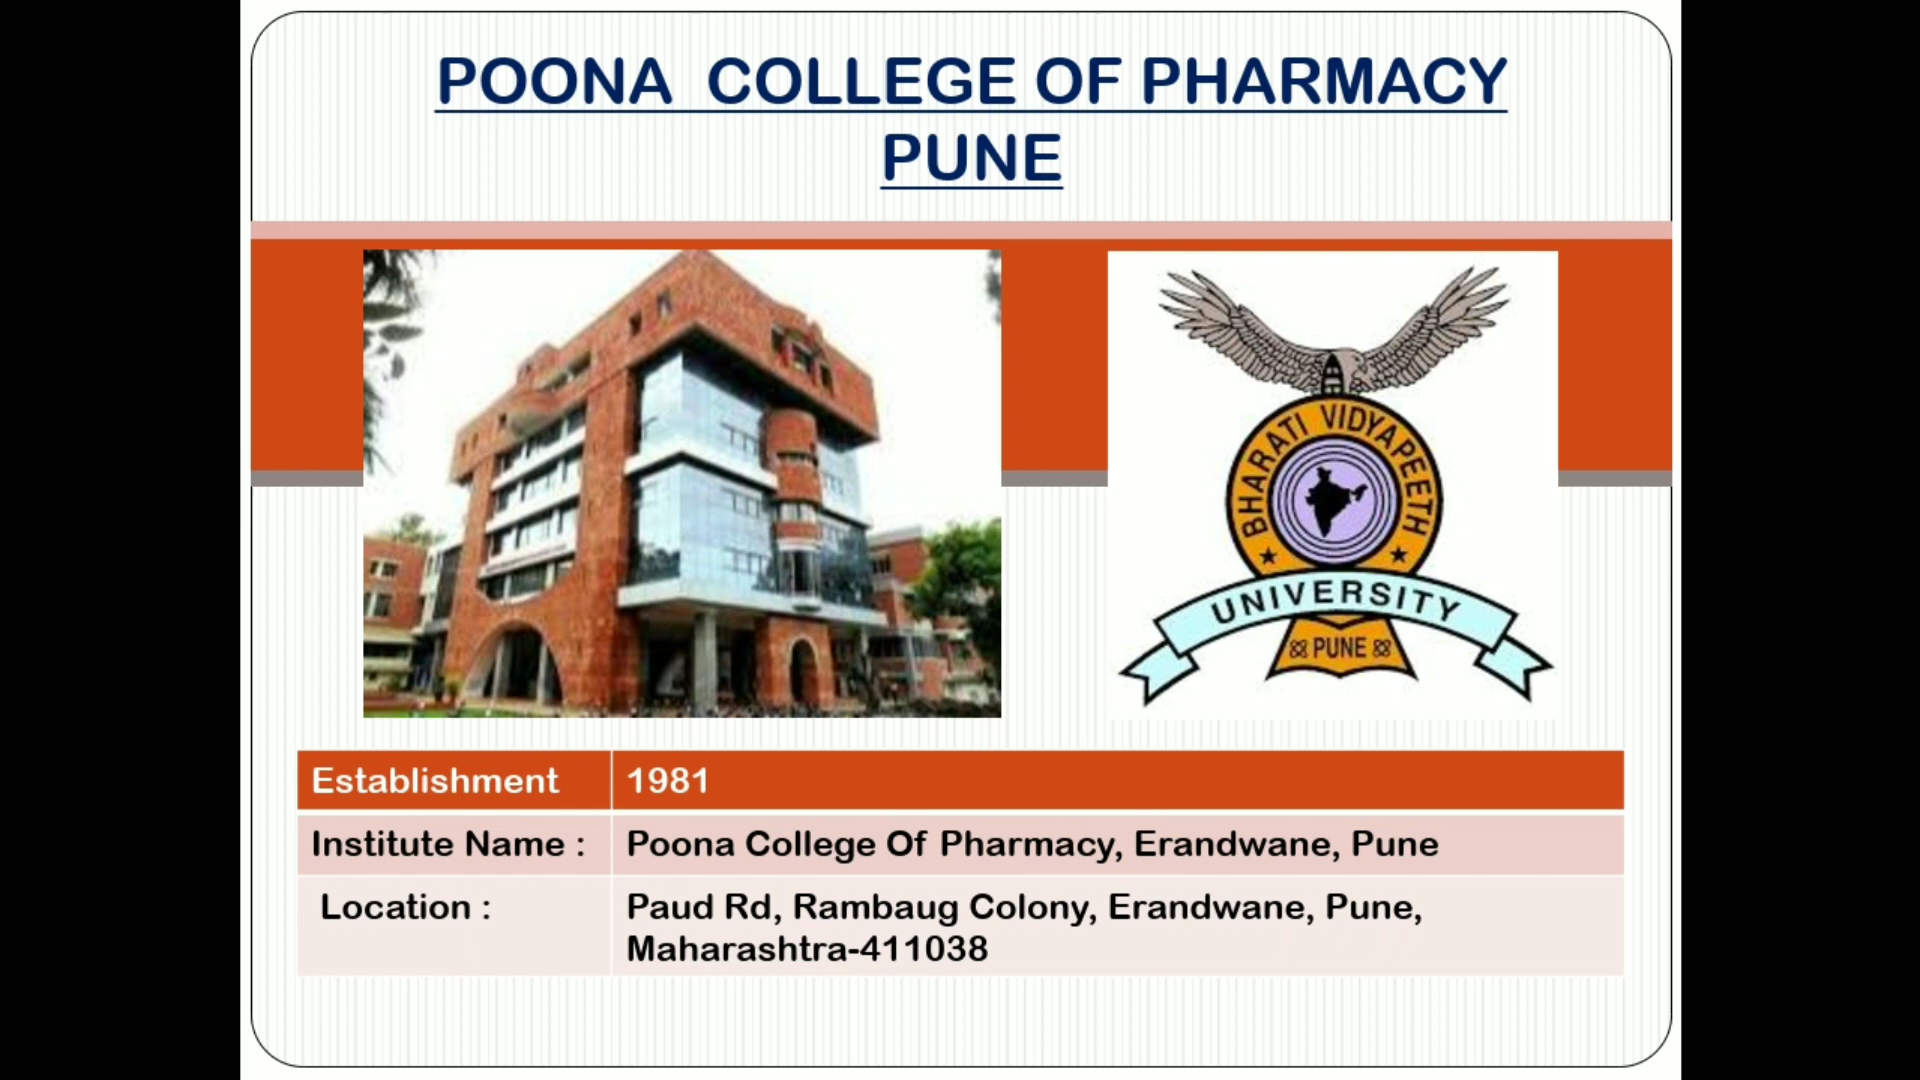 POONA COLLEGE OF PHARMACY
PUNE
BHARATI VIDYAPEETH
UNIVERSITY
PUNE
Establishment 1981
Institute Name : Poona College Of Pharmacy, Erandwane, Pune
Location : Paud Rd, Rambaug Colony, Erandwane, Pune,
Maharashtra-411038